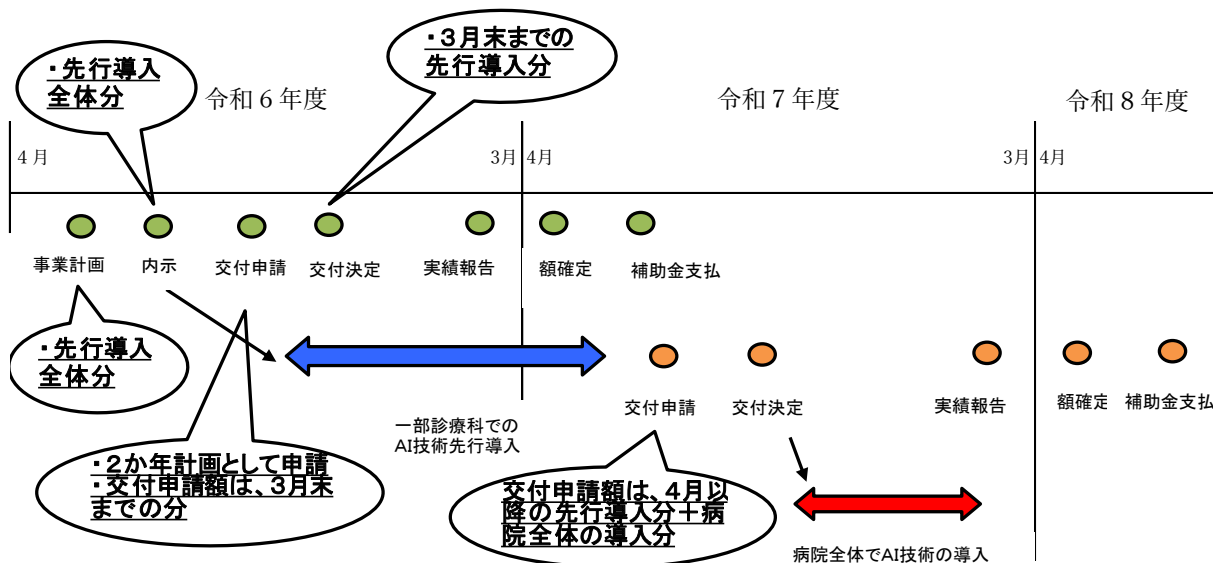 ・３月末までの
先行導入分
・先行導入
全体分
令和６年度
令和７年度
令和８年度
４月
3月
4月
3月
4月
事業計画
内示
交付申請
交付決定
実績報告
額確定
補助金支払
・先行導入
全体分
一部診療科での
AI技術先行導入
交付申請
交付決定
実績報告
額確定
補助金支払
・２か年計画として申請
・交付申請額は、３月末
までの分
交付申請額は、４月以
降の先行導入分＋病
院全体の導入分
病院全体でAI技術の導入